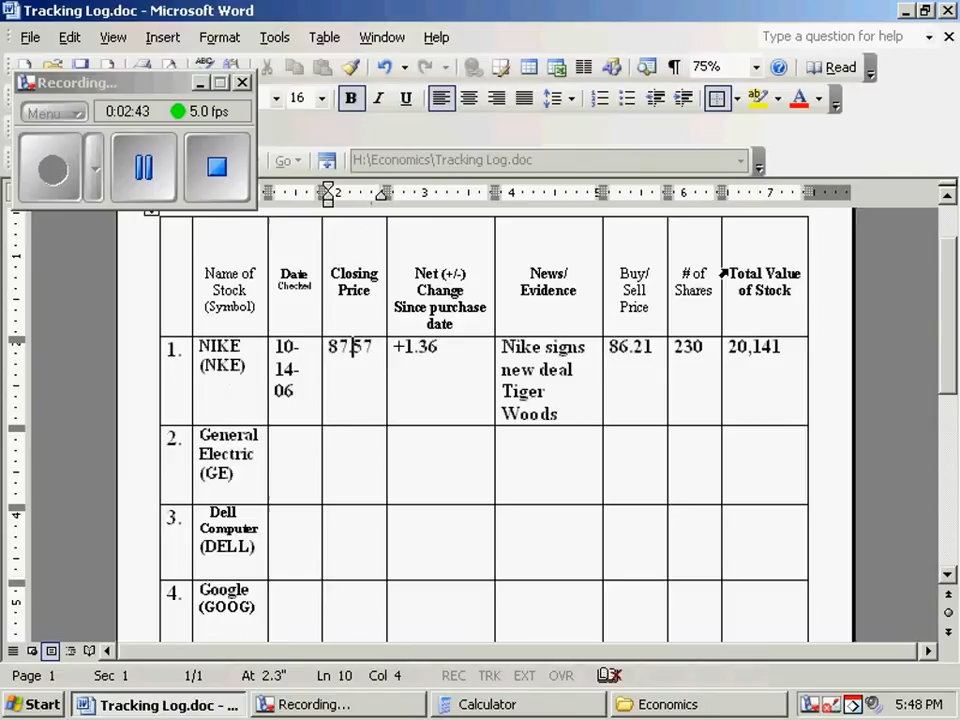 Tracking Log.doc - Microsoft Word
File Edit View Insert Format Tools Table Window Help Type a question for help
75% Read
Recording...
Menu 0:02:43 5.0 fps
16 B I U A
Go H:\Economics\Tracking Log.doc
2 3 4 5 6 7
Name of
Stock
(Symbol)
Date
Checked
Closing
Price
Net (+/-)
Change
Since purchase
date
News/
Evidence
Buy/
Sell
Price
# of
Shares
Total Value
of Stock
1. NIKE
(NKE)
10-
14-
06
87.57
+1.36
Nike signs
new deal
Tiger
Woods
86.21
230
20,141
2. General
Electric
(GE)
3. Dell
Computer
(DELL)
4. Google
(GOOG)
Page 1 Sec 1 1/1 At 2.3" Ln 10 Col 4 REC TRK EXT OVR
Start Tracking Log.doc - ... Recording... Calculator Economics 5:48 PM